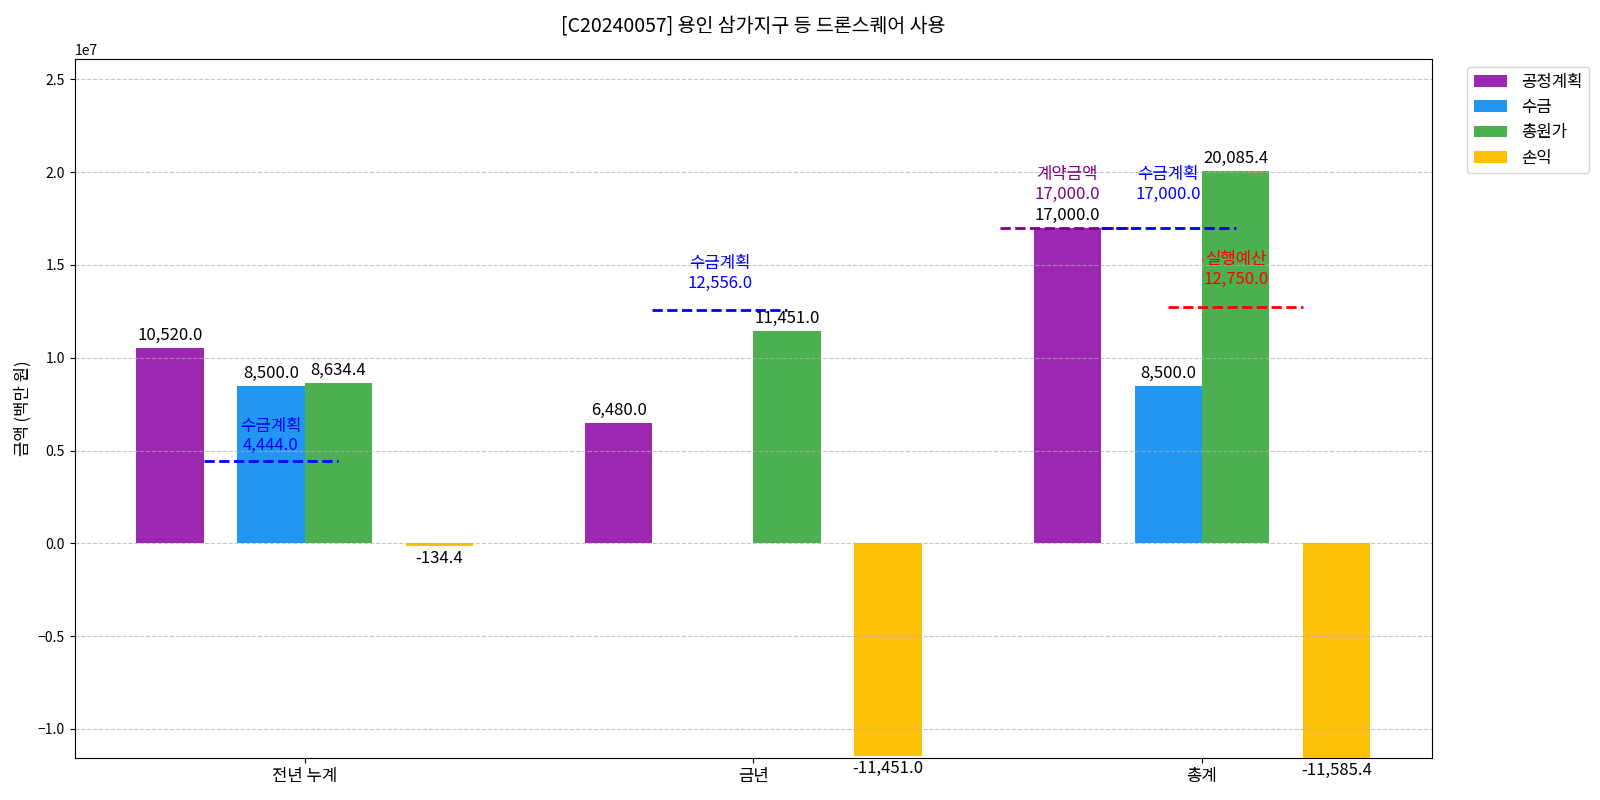 [C20240057] 용인 삼가지구 등 드론스퀘어 사용
1e7
2.5
2.0
1.5
1.0
0.5
0.0
−0.5
−1.0
금액 (백만 원)
10,520.0
8,500.0
8,634.4
수금계획
4,444.0
-134.4
6,480.0
수금계획
12,556.0
11,451.0
-11,451.0
계약금액
17,000.0
17,000.0
수금계획
17,000.0
8,500.0
20,085.4
실행예산
12,750.0
-11,585.4
전년 누계
금년
총계
공정계획
수금
총원가
손익